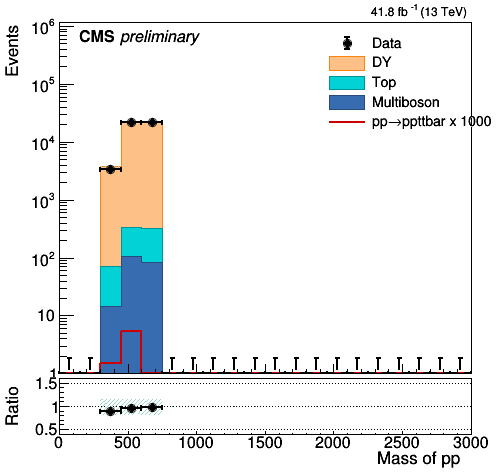 41.8 fb⁻¹ (13 TeV)
CMS preliminary
Events
10⁶
10⁵
10⁴
10³
10²
10
1
Data
DY
Top
Multiboson
pp→ppttbar x 1000
Ratio
1.5
1
0.5
0 500 1000 1500 2000 2500 3000
Mass of pp